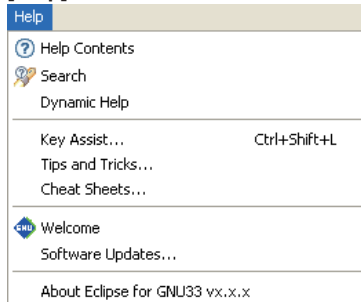 Help
Help Contents
Search
Dynamic Help
Key Assist... Ctrl+Shift+L
Tips and Tricks...
Cheat Sheets...
GNU Welcome
Software Updates...
About Eclipse for GNU33 vx.x.x